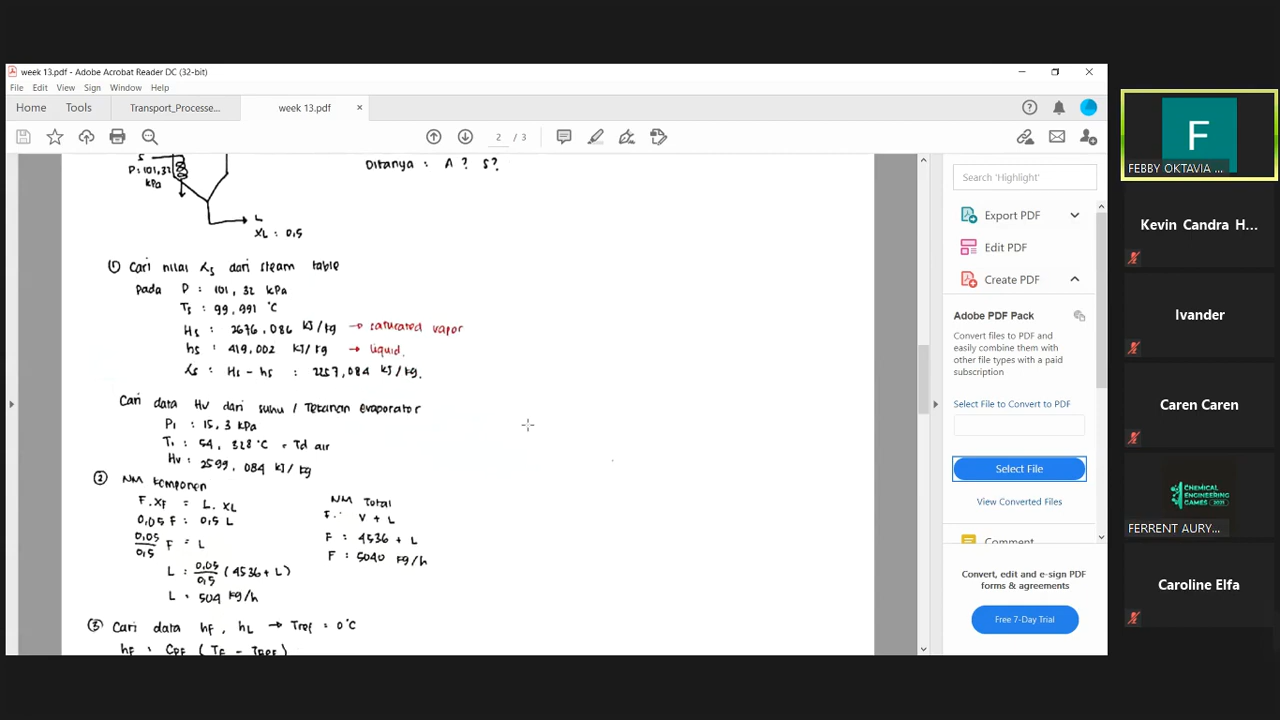 week 13.pdf - Adobe Acrobat Reader DC (32-bit)
File Edit View Sign Window Help
Home Tools Transport_Processe... week 13.pdf ×
2 / 3
S
P : 101,32
kPa
Ditanya : A ? S?
L
XL : 0,5
① Cari nilai λs dari steam table
pada P : 101, 32 kPa
Ts : 99,991 °C
Hs : 2676,086 kJ/kg → saturated vapor
hs : 419,002 kJ/kg → liquid.
λs : Hs - hs : 2257,084 kJ/kg.
Cari data Hv dari suhu / Tekanan evaporator
P1 : 15,3 kPa
T1 : 54, 328 °C = Td air
Hv : 2599, 084 kJ/kg
② NM Komponen
F.XF = L. XL
0,05 F : 0,5 L
0,05
0,5
F = L
L : 0,05
0,5
(4536 + L)
L : 504 kg/h
NM Total
F : V + L
F : 4536 + L
F : 5040 kg/h
③ Cari data hF, hL → Tref = 0°C
hF : CpF (TF - TREF)
Search 'Highlight'
Export PDF
Edit PDF
Create PDF
Adobe PDF Pack
Convert files to PDF and
easily combine them with
other file types with a paid
subscription
Select File to Convert to PDF
Select File
View Converted Files
Comment
Convert, edit and e-sign PDF
forms & agreements
Free 7-Day Trial
F
FEBBY OKTAVIA ...
Kevin Candra H...
Ivander
Caren Caren
CHEMICAL
ENGINEERING
GAMES
FERRENT AURY...
Caroline Elfa